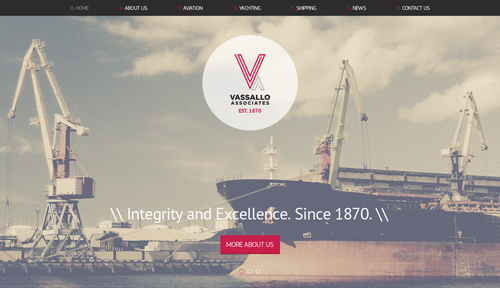 \\ HOME \\ ABOUT US \\ AVIATION \\ YACHTING \\ SHIPPING \\ NEWS \\ CONTACT US
VASSALLO
ASSOCIATES
EST. 1870
\\ Integrity and Excellence. Since 1870. \\
MORE ABOUT US